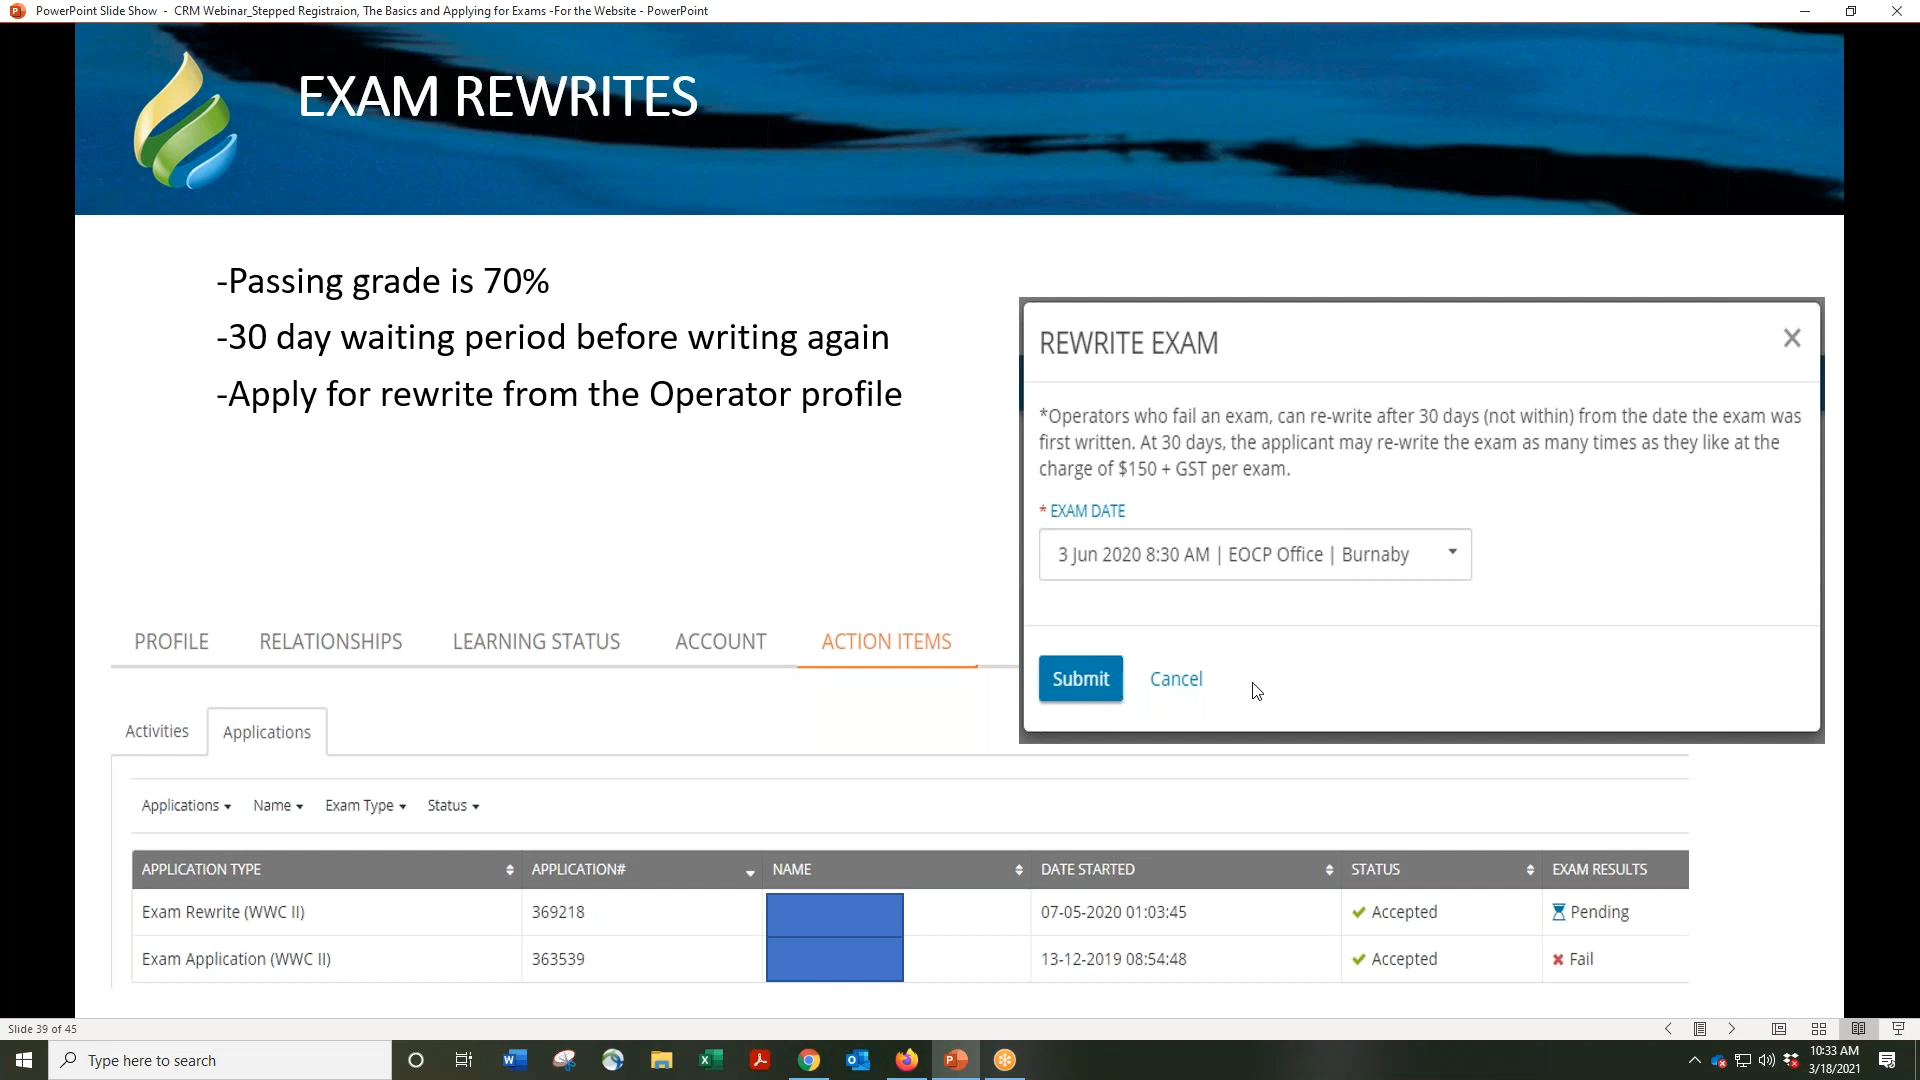 PowerPoint Slide Show - CRM Webinar_Stepped Registraion, The Basics and Applying for Exams -For the Website - PowerPoint
EXAM REWRITES
-Passing grade is 70%
-30 day waiting period before writing again
-Apply for rewrite from the Operator profile
REWRITE EXAM
*Operators who fail an exam, can re-write after 30 days (not within) from the date the exam was
first written. At 30 days, the applicant may re-write the exam as many times as they like at the
charge of $150 + GST per exam.
* EXAM DATE
3 Jun 2020 8:30 AM | EOCP Office | Burnaby
Submit Cancel
PROFILE RELATIONSHIPS LEARNING STATUS ACCOUNT ACTION ITEMS
Activities Applications
Applications Name Exam Type Status
APPLICATION TYPE APPLICATION# NAME DATE STARTED STATUS EXAM RESULTS
Exam Rewrite (WWC II) 369218 07-05-2020 01:03:45 Accepted Pending
Exam Application (WWC II) 363539 13-12-2019 08:54:48 Accepted Fail
Slide 39 of 45
Type here to search
10:33 AM
3/18/2021